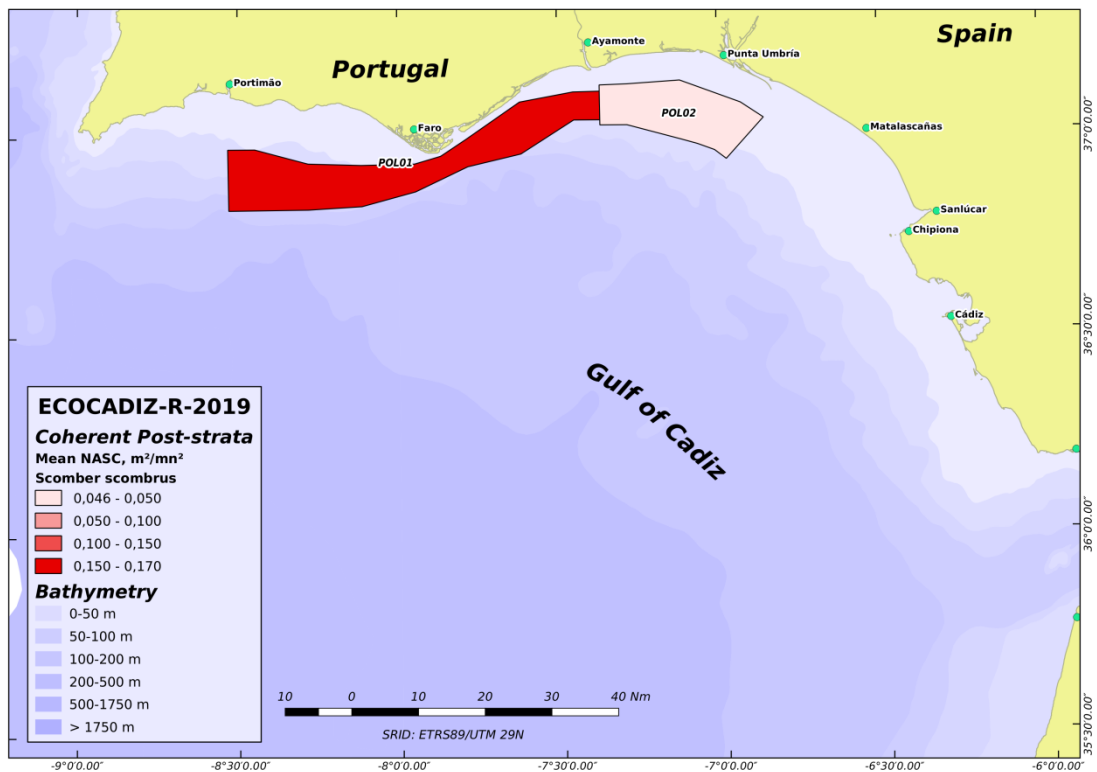 Spain
Portugal
Ayamonte
Punta Umbría
Portimão
Faro
POL01
POL02
Matalascañas
Sanlúcar
Chipiona
Cádiz
Gulf of Cadiz
37°0'0.00"
36°30'0.00"
36°0'0.00"
35°30'0.00"
ECOCADIZ-R-2019
Coherent Post-strata
Mean NASC, m²/mn²
Scomber scombrus
0,046 - 0,050
0,050 - 0,100
0,100 - 0,150
0,150 - 0,170
Bathymetry
0-50 m
50-100 m
100-200 m
200-500 m
500-1750 m
> 1750 m
10 0 10 20 30 40 Nm
SRID: ETRS89/UTM 29N
-9°0'0.00" -8°30'0.00" -8°0'0.00" -7°30'0.00" -7°0'0.00" -6°30'0.00" -6°0'0.00"